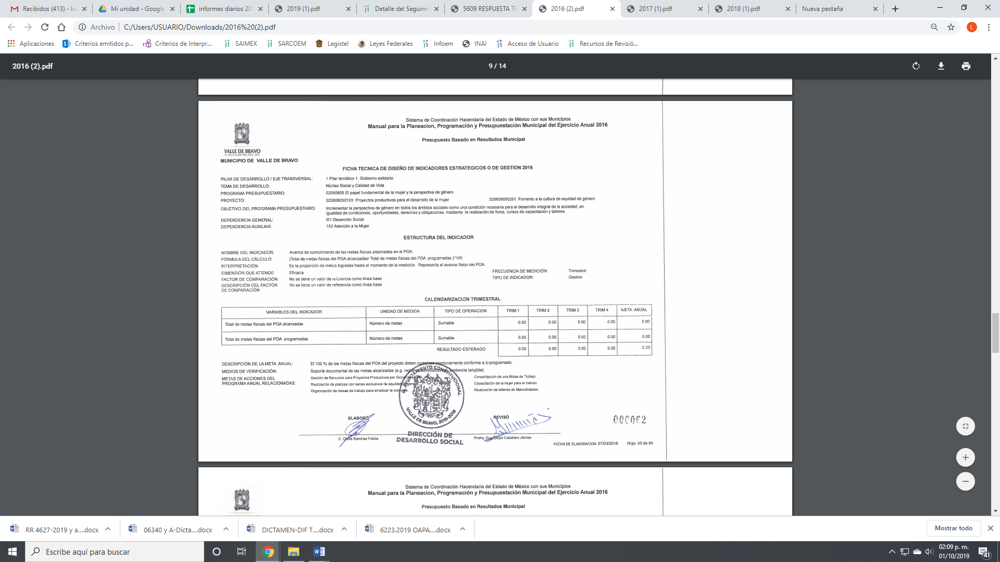 Recibidos (413) - lui
Mi unidad - Google
informes diarios 201
2019 (1).pdf
Detalle del Seguimie
5609 RESPUESTA TE
2016 (2).pdf
2017 (1).pdf
2018 (1).pdf
Nueva pestaña
Archivo
C:/Users/USUARIO/Downloads/2016%20(2).pdf
L
Aplicaciones
Criterios emitidos p...
Criterios de Interpr...
SAIMEX
SARCOEM
Legistel
Leyes Federales
Infoem
INAI
Acceso de Usuario
Recursos de Revisió...
2016 (2).pdf
9 / 14
Sistema de Coordinación Hacendaria del Estado de México con sus Municipios
Manual para la Planeacion, Programación y Presupuestación Municipal del Ejercicio Anual 2016
Presupuesto Basado en Resultados Municipal
VALLE DE BRAVO
H. AYUNTAMIENTO 2016-2018
MUNICIPIO DE VALLE DE BRAVO
FICHA TECNICA DE DISEÑO DE INDICADORES ESTRATEGICOS O DE GESTION 2016
PILAR DE DESARROLLO / EJE TRANSVERSAL: 1 Pilar temático 1: Gobierno solidario
TEMA DE DESARROLLO: Núcleo Social y Calidad de Vida
PROGRAMA PRESUPUESTARIO: 02060805 El papel fundamental de la mujer y la perspectiva de género
PROYECTO: 020608050103 Proyectos productivos para el desarrollo de la mujer 020608050201 Fomento a la cultura de equidad de género
OBJETIVO DEL PROGRAMA PRESUPUESTARIO: Incrementar la perspectiva de género en todos los ámbitos sociales como una condición necesaria para el desarrollo integral de la sociedad, en
igualdad de condiciones, oportunidades, derechos y obligaciones, mediante la realización de foros, cursos de capacitación y talleres.
DEPENDENCIA GENERAL: I01 Desarrollo Social
DEPENDENCIA AUXILIAR: 152 Atención a la Mujer
ESTRUCTURA DEL INDICADOR
NOMBRE DEL INDICADOR: Avance de cumplimiento de las metas físicas plasmadas en el POA.
FÓRMULA DEL CÁLCULO: (Total de metas físicas del POA alcanzadas/ Total de metas físicas del POA programadas )*100
INTERPRETACIÓN: Es la proporción de metas logradas hasta el momento de la medición. Representa el avance físico del POA.
DIMENSIÓN QUE ATIENDE: Eficacia FRECUENCIA DE MEDICIÓN: Trimestral
FACTOR DE COMPARACIÓN: No se tiene un valor de referencia como línea base TIPO DE INDICADOR: Gestion
DESCRIPCIÓN DEL FACTOR No se tiene un valor de referencia como línea base
DE COMPARACIÓN:
CALENDARIZACION TRIMESTRAL
VARIABLES DEL INDICADOR UNIDAD DE MEDIDA TIPO DE OPERACION TRIM 1 TRIM 2 TRIM 3 TRIM 4 META ANUAL
Total de metas físicas del POA alcanzadas Número de metas Sumable 0.00 0.00 0.00 0.00 0.00
Total de metas físicas del POA programadas Número de metas Sumable 0.00 0.00 0.00 0.00 0.00
RESULTADO ESPERADO 0.00 0.00 0.00 0.00 0.00
DESCRIPCIÓN DE LA META ANUAL: El 100 % de las metas físicas del POA del proyecto deben cumplirse oportunamente conforme a lo programado.
MEDIOS DE VERIFICACIÓN: Soporte documental de las metas alcanzadas (e.g. registros administrativos, evidencia tangible)
METAS DE ACCIONES DEL Gestión de Recursos para Proyectos Productivos por Consolidación de una Bolsa de Trabajo.
PROGRAMA ANUAL RELACIONADAS: Realización de platicas con temas exclusivos de equidad de genero. Capacitación de la mujer para el trabajo.
Organización de mesas de trabajo para erradicar la violencia. Realización de talleres de Manualidades.
H. AYUNTAMIENTO CONSTITUCIONAL
VALLE DE BRAVO, 2016-2018
DIRECCIÓN DE
DESARROLLO SOCIAL
ELABORÓ
C. Otelia Sánchez Fabila
REVISÓ
Profra. Guadalupe Caballero Jáimes
000062
FECHA DE ELABORACION: 07/03/2016 Hoja: 65 de 84
Sistema de Coordinación Hacendaria del Estado de México con sus Municipios
Manual para la Planeacion, Programación y Presupuestación Municipal del Ejercicio Anual 2016
Presupuesto Basado en Resultados Municipal
RR 4627-2019 y a....docx
06340 y A-Dicta....docx
DICTAMEN-DIF T....docx
6223.2019 OAPA....docx
Mostrar todo
Escribe aquí para buscar
02:09 p. m.
01/10/2019
41